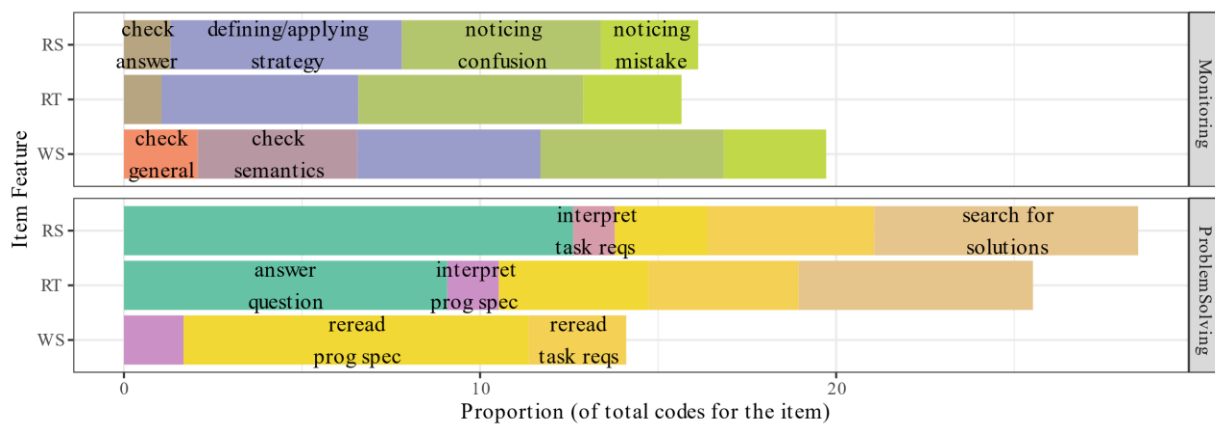 check defining/applying noticing noticing
RS answer strategy confusion mistake
RT
check check
WS general semantics
Monitoring
Item Feature
interpret search for
RS task reqs solutions
answer interpret
RT question prog spec
reread reread
WS prog spec task reqs
ProblemSolving
0 10 20
Proportion (of total codes for the item)